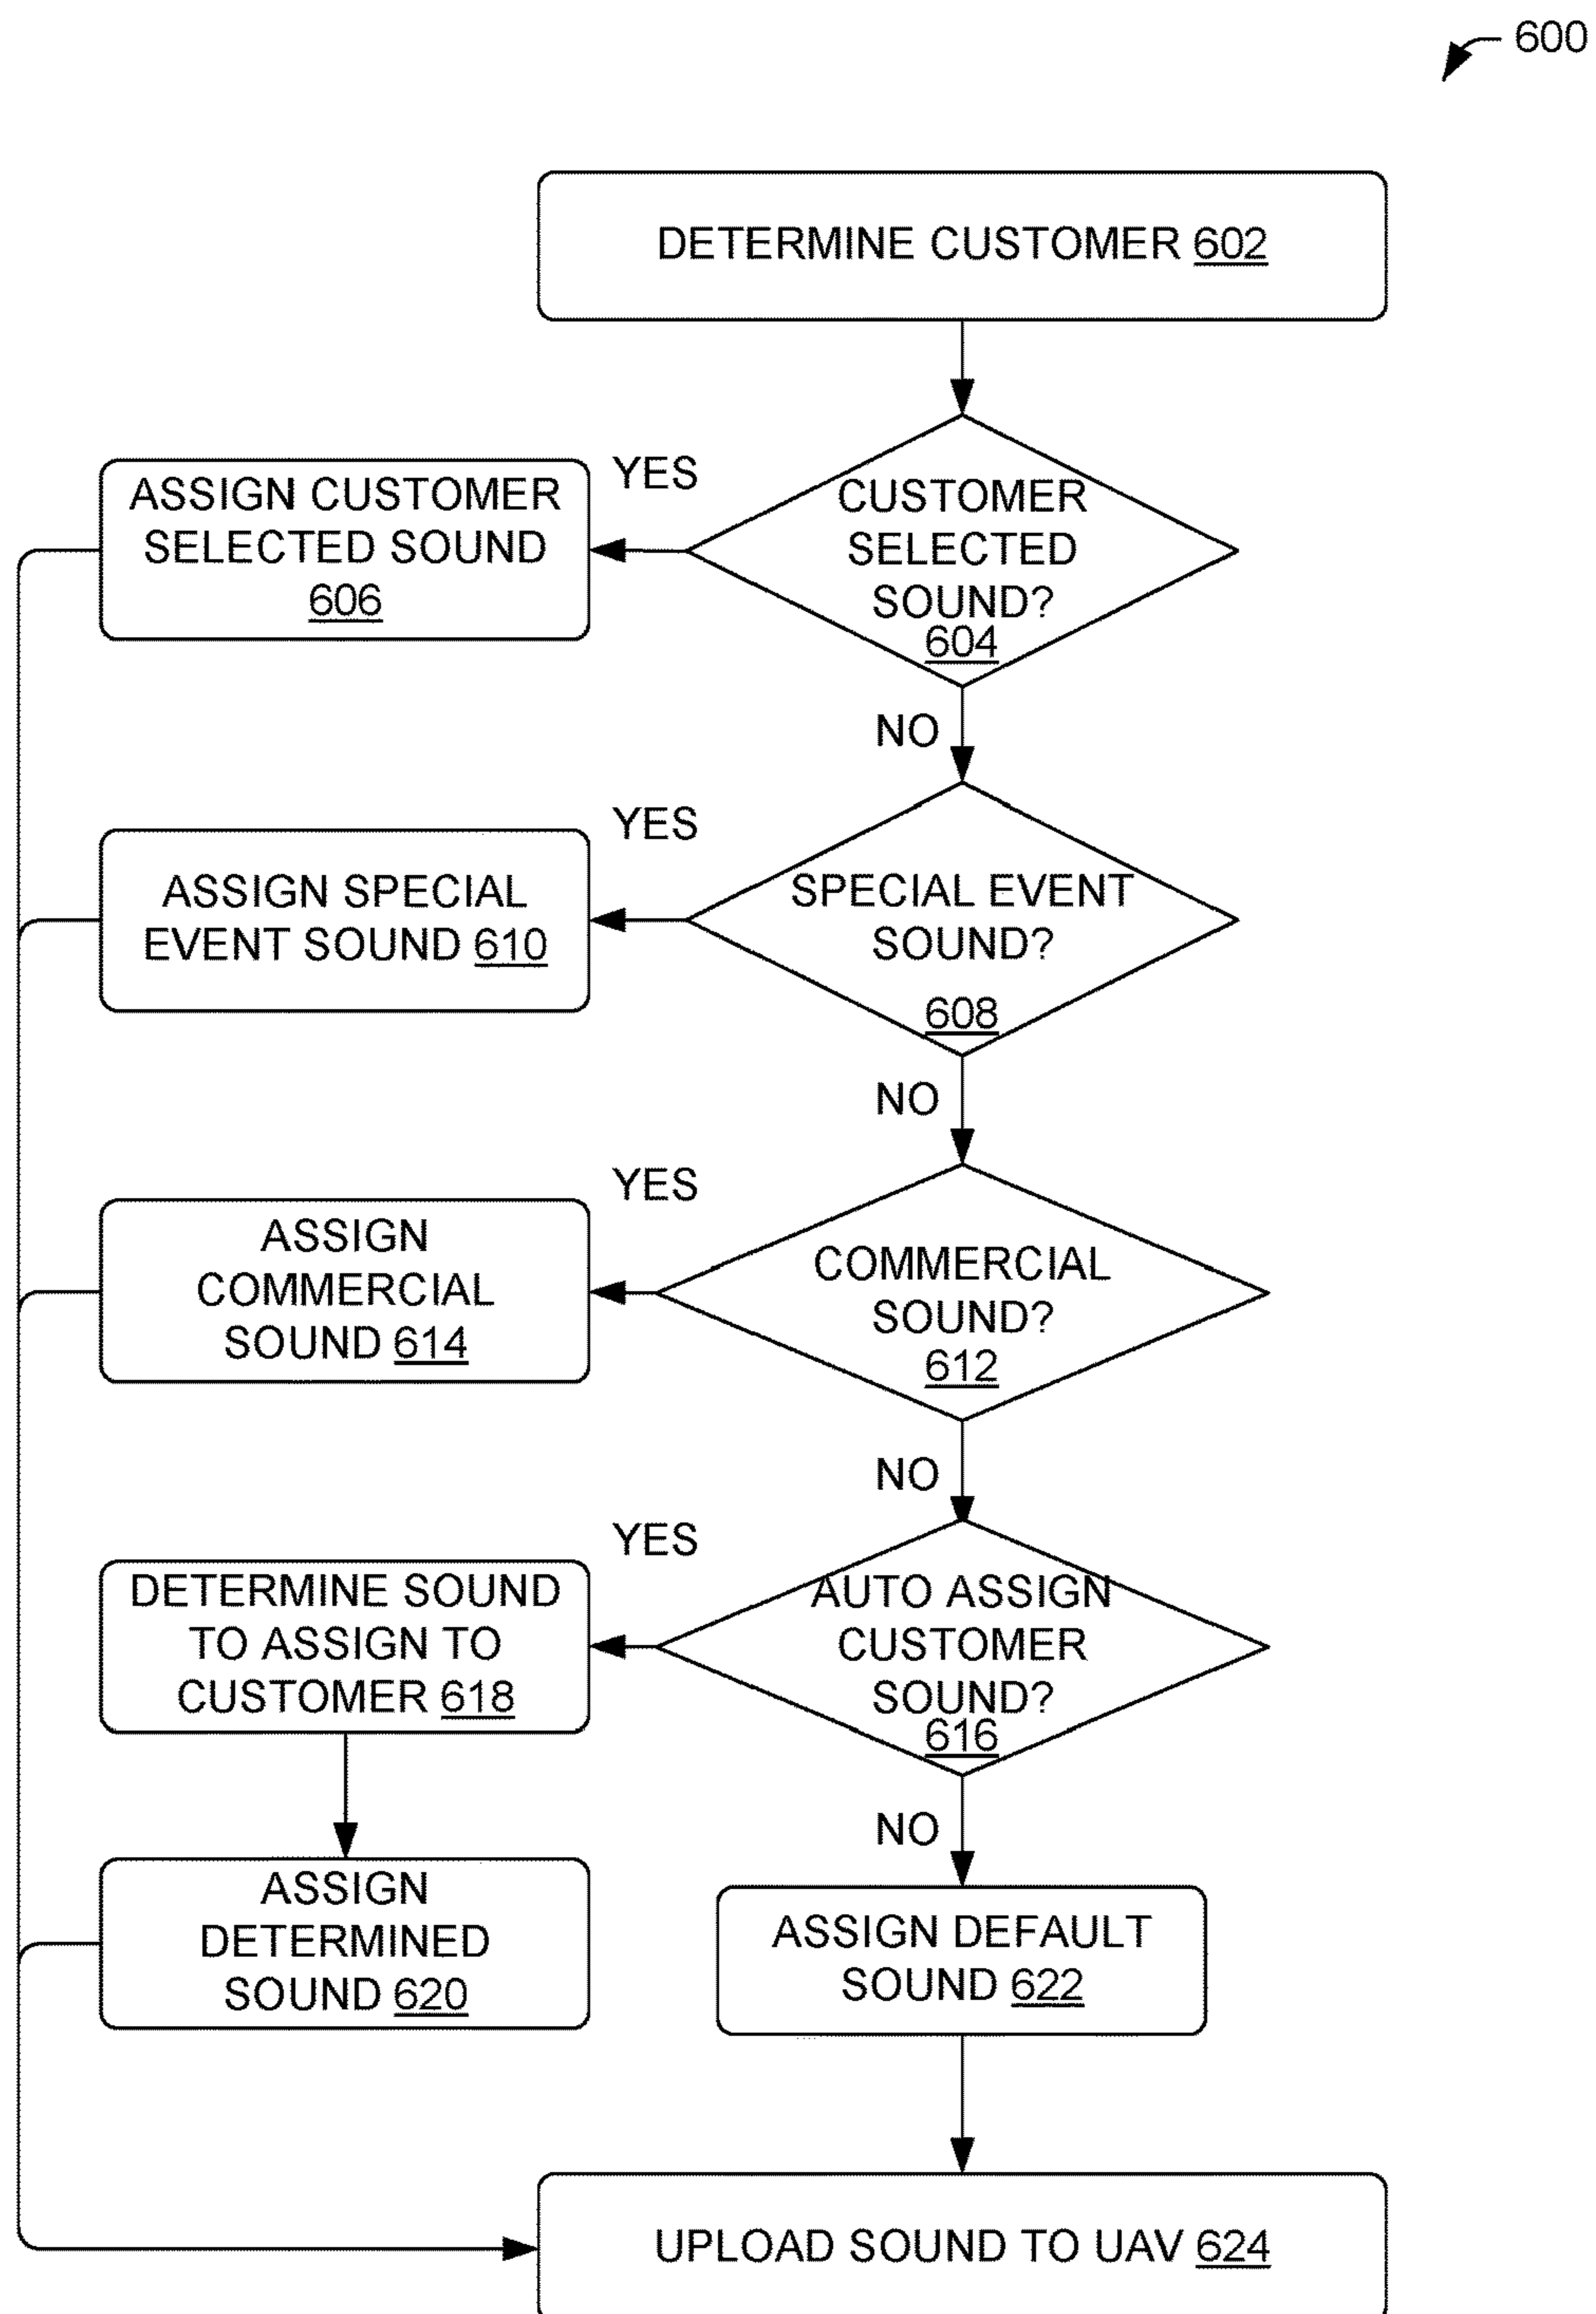 600
DETERMINE CUSTOMER 602
YES
ASSIGN CUSTOMER
SELECTED SOUND
606
CUSTOMER
SELECTED
SOUND?
604
NO
YES
ASSIGN SPECIAL
EVENT SOUND 610
SPECIAL EVENT
SOUND?
608
NO
YES
ASSIGN
COMMERCIAL
SOUND 614
COMMERCIAL
SOUND?
612
NO
YES
DETERMINE SOUND
TO ASSIGN TO
CUSTOMER 618
AUTO ASSIGN
CUSTOMER
SOUND?
616
NO
ASSIGN
DETERMINED
SOUND 620
ASSIGN DEFAULT
SOUND 622
UPLOAD SOUND TO UAV 624